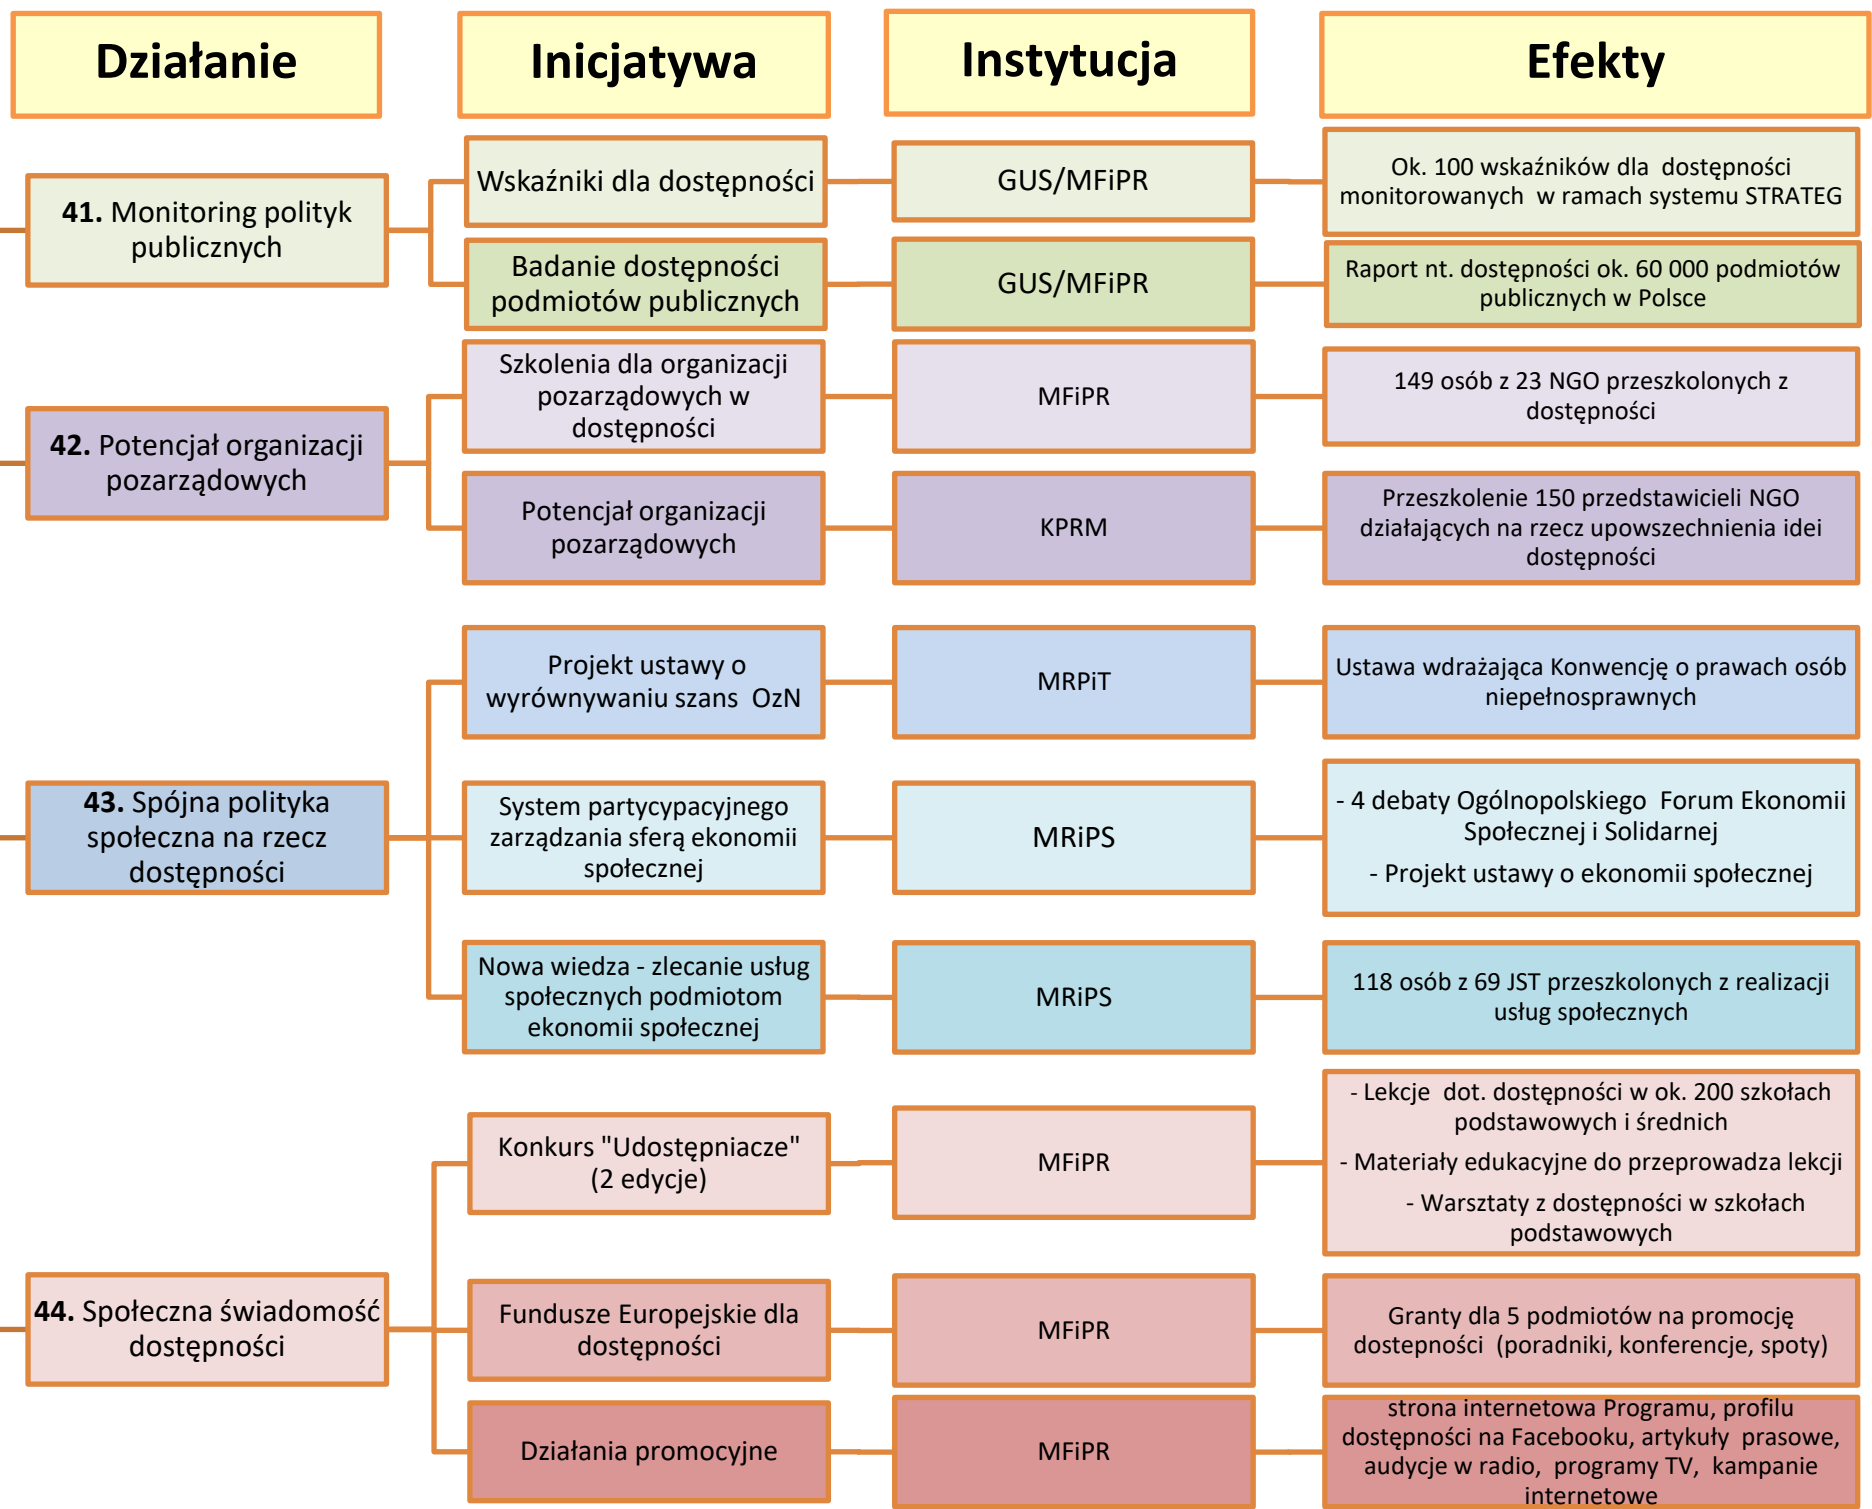 Działanie
Inicjatywa
Instytucja
Efekty
41. Monitoring polityk
publicznych
Wskaźniki dla dostępności
GUS/MFiPR
Ok. 100 wskaźników dla dostępności
monitorowanych w ramach systemu STRATEG
Badanie dostępności
podmiotów publicznych
GUS/MFiPR
Raport nt. dostępności ok. 60 000 podmiotów
publicznych w Polsce
42. Potencjał organizacji
pozarządowych
Szkolenia dla organizacji
pozarządowych w
dostępności
MFiPR
149 osób z 23 NGO przeszkolonych z
dostępności
Potencjał organizacji
pozarządowych
KPRM
Przeszkolenie 150 przedstawicieli NGO
działających na rzecz upowszechnienia idei
dostępności
43. Spójna polityka
społeczna na rzecz
dostępności
Projekt ustawy o
wyrównywaniu szans OzN
MRPiT
Ustawa wdrażająca Konwencję o prawach osób
niepełnosprawnych
System partycypacyjnego
zarządzania sferą ekonomii
społecznej
MRiPS
- 4 debaty Ogólnopolskiego Forum Ekonomii
Społecznej i Solidarnej
- Projekt ustawy o ekonomii społecznej
Nowa wiedza - zlecanie usług
społecznych podmiotom
ekonomii społecznej
MRiPS
118 osób z 69 JST przeszkolonych z realizacji
usług społecznych
44. Społeczna świadomość
dostępności
Konkurs "Udostępniacze"
(2 edycje)
MFiPR
- Lekcje dot. dostępności w ok. 200 szkołach
podstawowych i średnich
- Materiały edukacyjne do przeprowadza lekcji
- Warsztaty z dostępności w szkołach
podstawowych
Fundusze Europejskie dla
dostępności
MFiPR
Granty dla 5 podmiotów na promocję
dostepności (poradniki, konferencje, spoty)
Działania promocyjne
MFiPR
strona internetowa Programu, profilu
dostępności na Facebooku, artykuły prasowe,
audycje w radio, programy TV, kampanie
internetowe